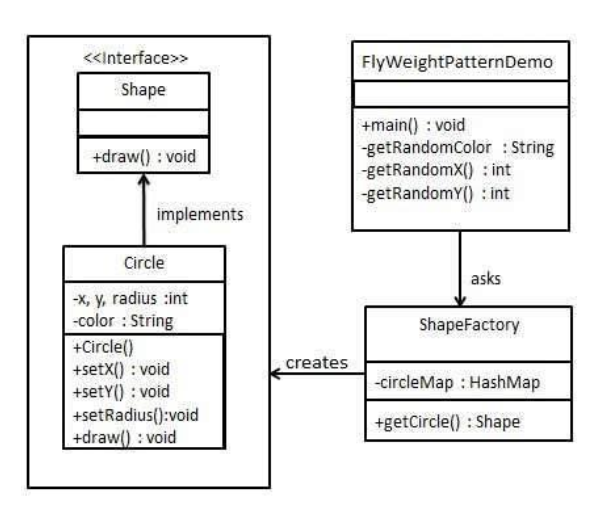 <<Interface>>
Shape
+draw() : void
implements
Circle
-x, y, radius :int
-color : String
+Circle()
+setX() : void
+setY() : void
+setRadius():void
+draw() : void
FlyWeightPatternDemo
+main() : void
-getRandomColor : String
-getRandomX() : int
-getRandomY() : int
asks
ShapeFactory
-circleMap : HashMap
+getCircle() : Shape
creates